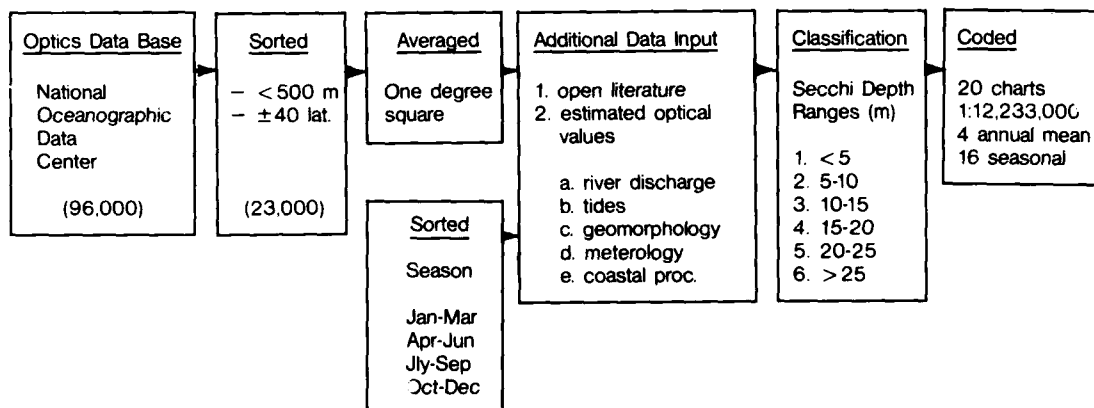 Optics Data Base
National
Oceanographic
Data
Center
(96,000)
Sorted
- <500 m
- ±40 lat.
(23,000)
Averaged
One degree
square
Sorted
Season
Jan-Mar
Apr-Jun
Jly-Sep
Oct-Dec
Additional Data Input
1. open literature
2. estimated optical
values
a. river discharge
b. tides
c. geomorphology
d. meterology
e. coastal proc.
Classification
Secchi Depth
Ranges (m)
1. <5
2. 5-10
3. 10-15
4. 15-20
5. 20-25
6. >25
Coded
20 charts
1:12,233,000
4 annual mean
16 seasonal